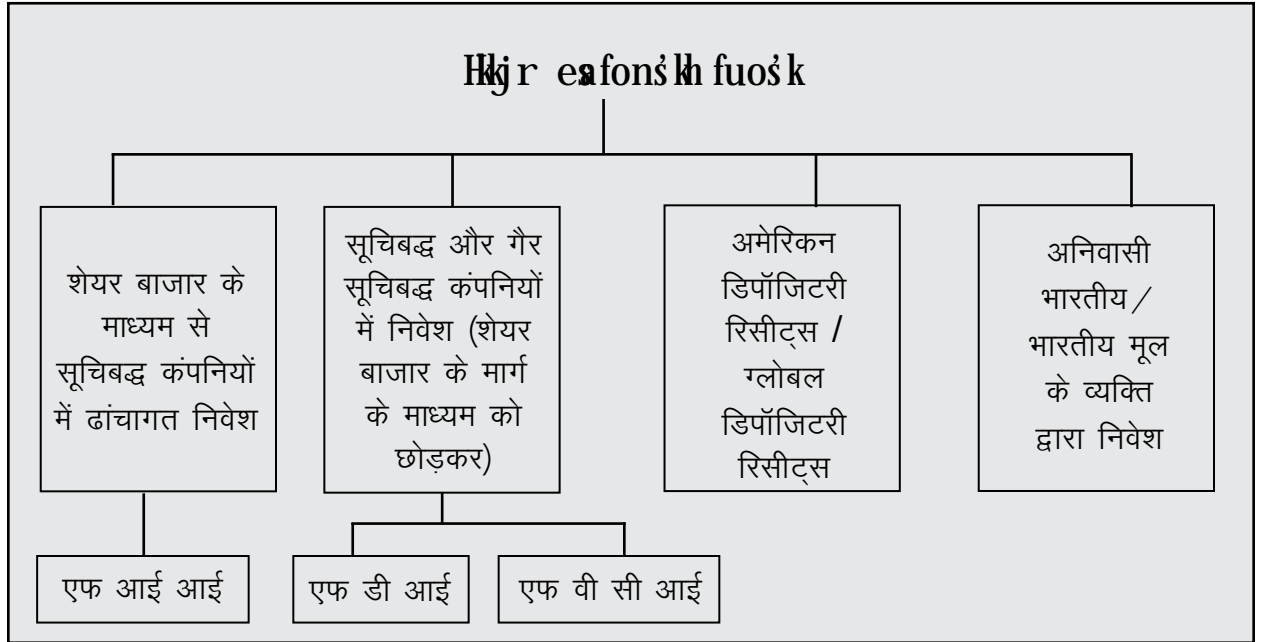 Hkkjr esa fons'kh fuos'k
शेयर बाजार के
माध्यम से
सूचिबद्ध कंपनियों
में ढांचागत निवेश
सूचिबद्ध और गैर
सूचिबद्ध कंपनियों
में निवेश (शेयर
बाजार के मार्ग
के माध्यम को
छोड़कर)
अमेरिकन
डिपॉजिटरी
रिसीट्स /
ग्लोबल
डिपॉजिटरी
रिसीट्स
अनिवासी
भारतीय/
भारतीय मूल
के व्यक्ति
द्वारा निवेश
एफ आई आई
एफ डी आई
एफ वी सी आई